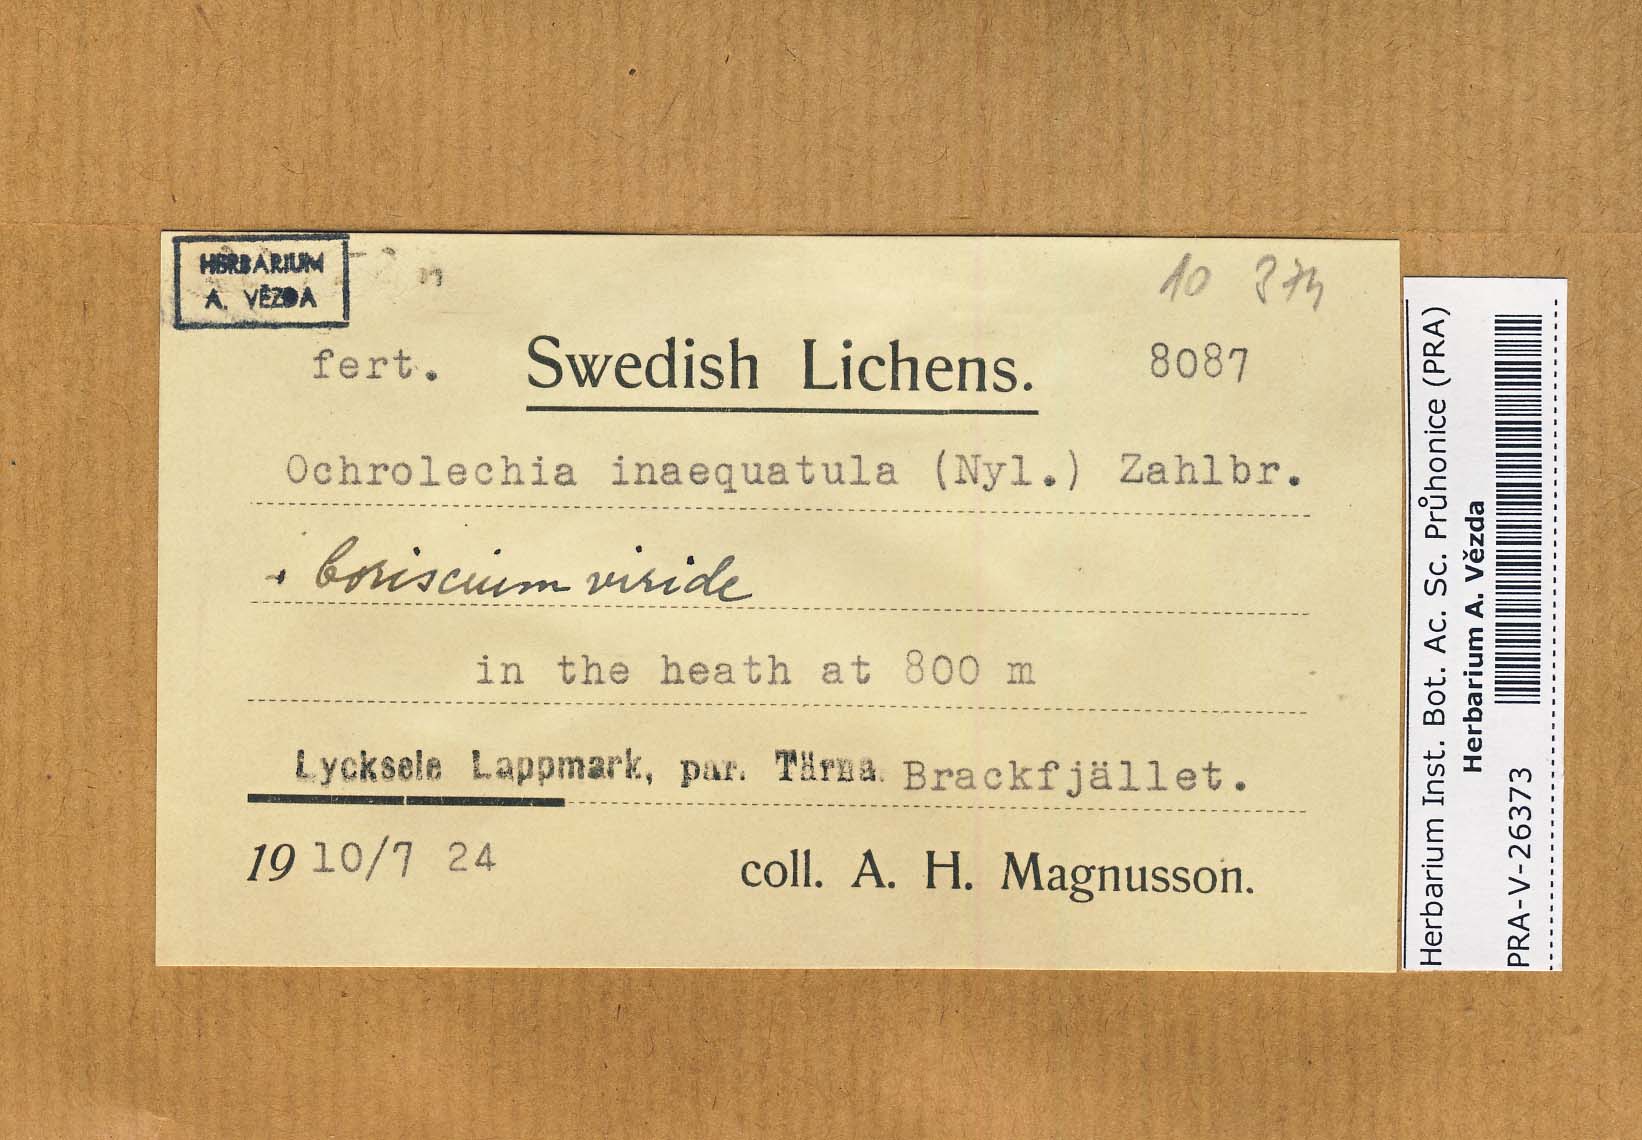 HERBARIUM
A. VĚZDA
10 374
fert. Swedish Lichens. 8087
Ochrolechia inaequatula (Nyl.) Zahlbr.
Coriscium viride
in the heath at 800 m
Lycksele Lappmark, par. Tärna. Brackfjället.
19 10/7 24 coll. A. H. Magnusson.
Herbarium Inst. Bot. Ac. Sc. Průhonice (PRA)
Herbarium A. Vězda
PRA-V-26373